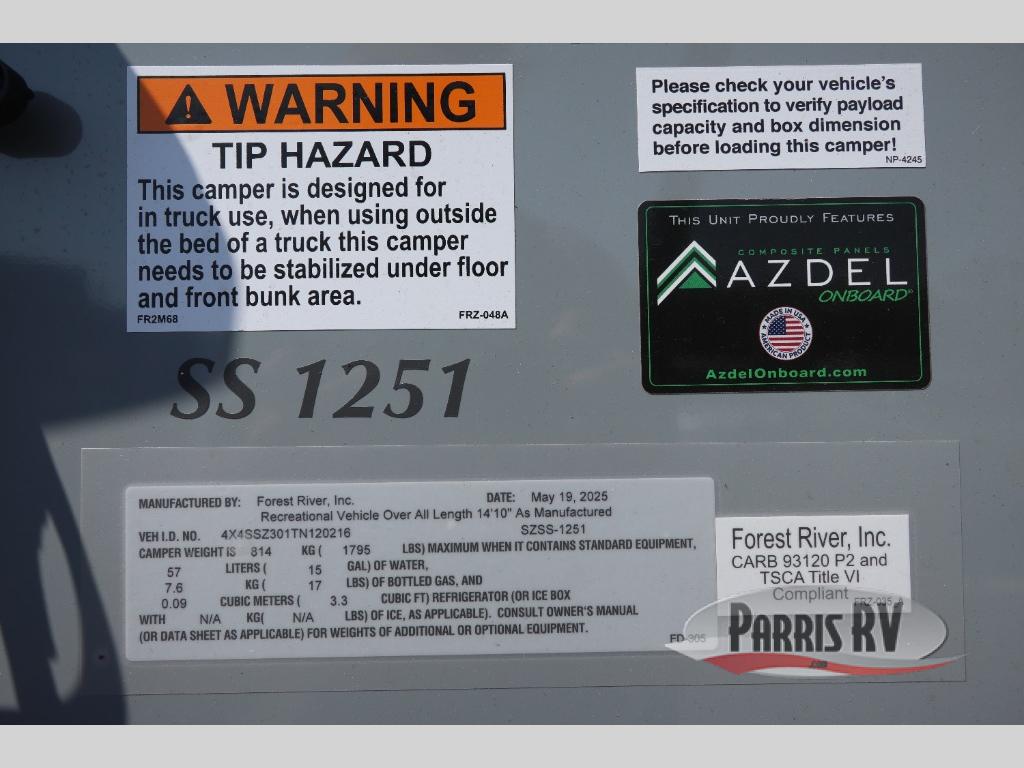 WARNING
TIP HAZARD
This camper is designed for
in truck use, when using outside
the bed of a truck this camper
needs to be stabilized under floor
and front bunk area.
FR2M68 FRZ-048A
Please check your vehicle's
specification to verify payload
capacity and box dimension
before loading this camper!
NP-4245
THIS UNIT PROUDLY FEATURES
COMPOSITE PANELS
AZDEL
ONBOARD®
MADE IN USA
AMERICAN PRODUCT
AzdelOnboard.com
SS 1251
MANUFACTURED BY: Forest River, Inc. DATE: May 19, 2025
Recreational Vehicle Over All Length 14'10" As Manufactured
VEH I.D. NO. 4X4SSZ301TN120216 SZSS-1251
CAMPER WEIGHT IS 814 KG ( 1795 LBS) MAXIMUM WHEN IT CONTAINS STANDARD EQUIPMENT,
57 LITERS ( 15 GAL) OF WATER,
7.6 KG ( 17 LBS) OF BOTTLED GAS, AND
0.09 CUBIC METERS ( 3.3 CUBIC FT) REFRIGERATOR (OR ICE BOX
WITH N/A KG( N/A LBS) OF ICE, AS APPLICABLE). CONSULT OWNER'S MANUAL
(OR DATA SHEET AS APPLICABLE) FOR WEIGHTS OF ADDITIONAL OR OPTIONAL EQUIPMENT.
FD-305
Forest River, Inc.
CARB 93120 P2 and
TSCA Title VI
Compliant
FRZ-035 A
PARRIS RV
.com